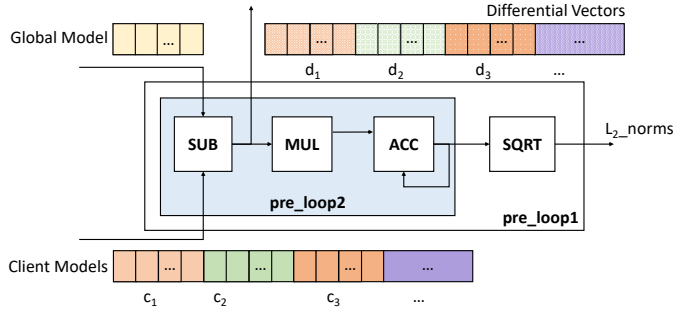 Differential Vectors
Global Model
...
... ... ... ...
d1 d2 d3 ...
SUB MUL ACC SQRT
L2_norms
pre_loop2
pre_loop1
Client Models
... ... ... ...
c1 c2 c3 ...